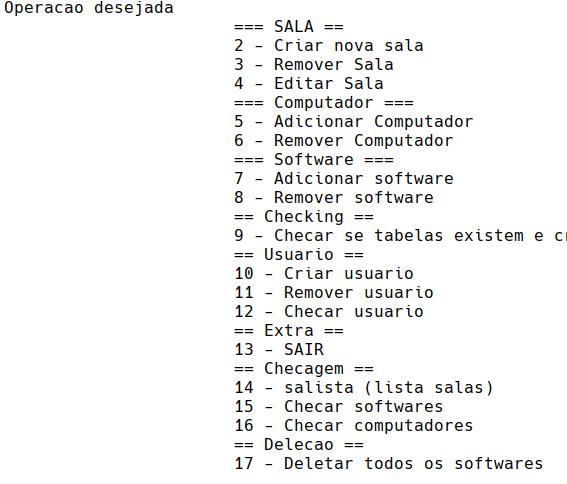 Operacao desejada
=== SALA ==
2 - Criar nova sala
3 - Remover Sala
4 - Editar Sala
=== Computador ===
5 - Adicionar Computador
6 - Remover Computador
=== Software ===
7 - Adicionar software
8 - Remover software
== Checking ==
9 - Checar se tabelas existem e
== Usuario ==
10 - Criar usuario
11 - Remover usuario
12 - Checar usuario
== Extra ==
13 - SAIR
== Checagem ==
14 - salista (lista salas)
15 - Checar softwares
16 - Checar computadores
== Delecao ==
17 - Deletar todos os softwares